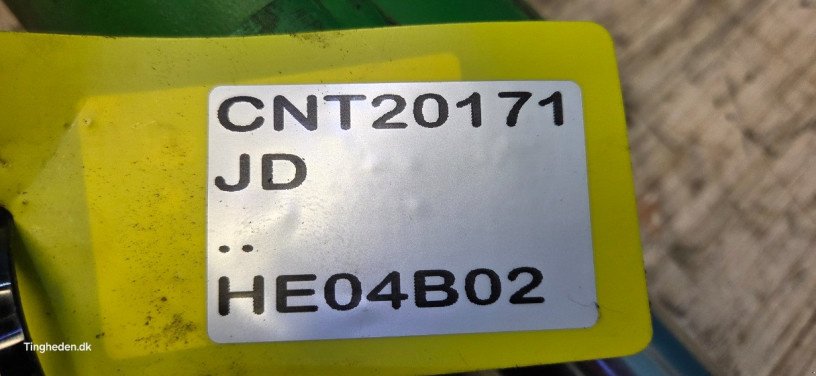 CNT20171
JD
..
HE04B02
Tingheden.dk